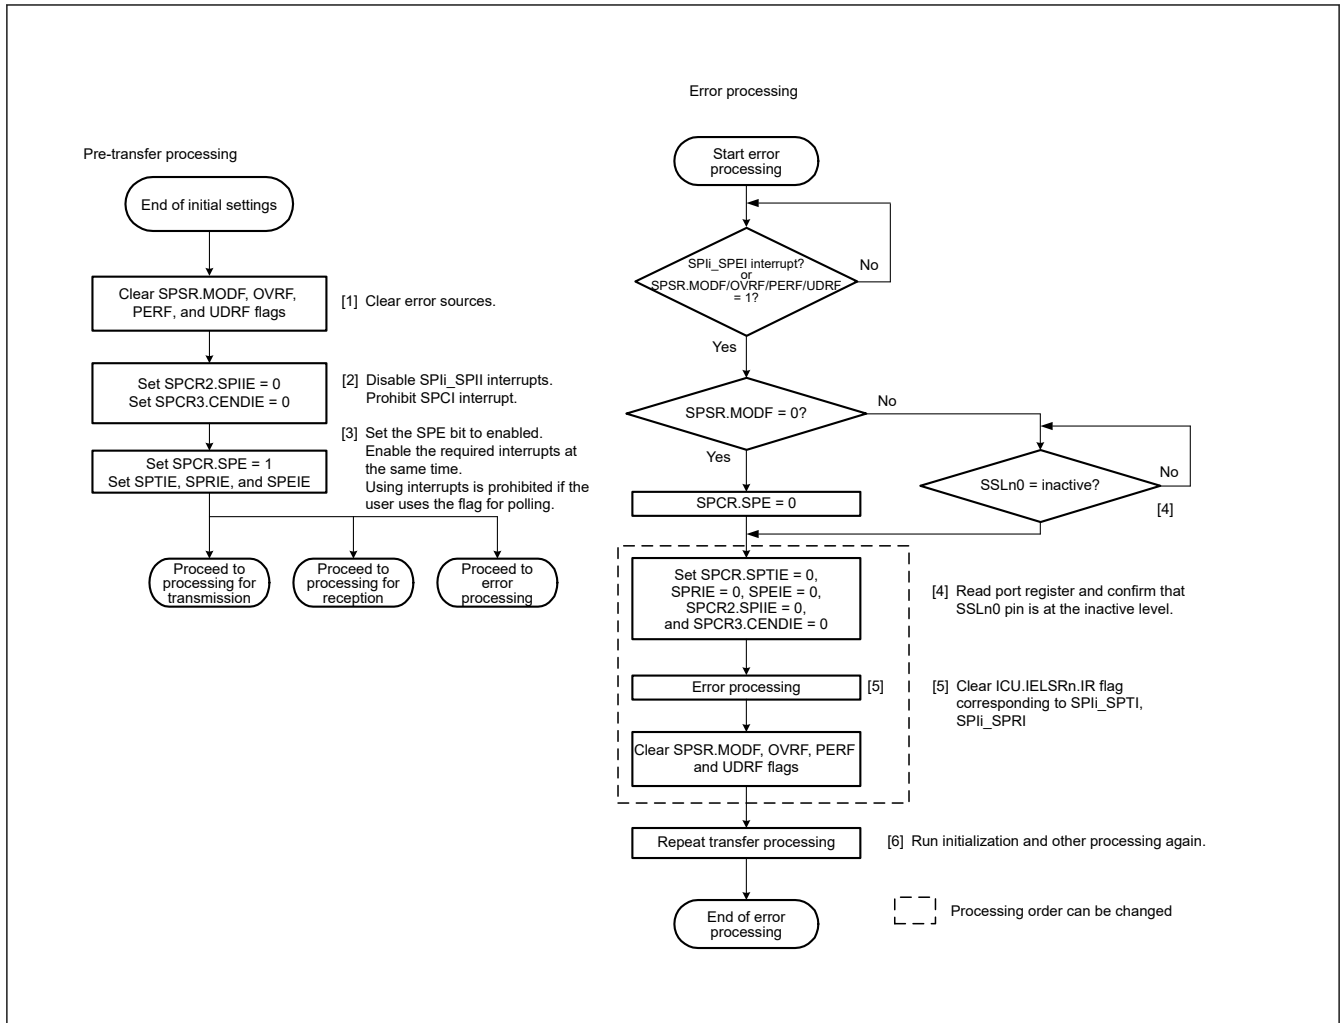 Pre-transfer processing
End of initial settings
Clear SPSR.MODF, OVRF,
PERF, and UDRF flags
[1] Clear error sources.
Set SPCR2.SPIIE = 0
Set SPCR3.CENDIE = 0
[2] Disable SPIi_SPII interrupts.
Prohibit SPCI interrupt.
Set SPCR.SPE = 1
Set SPTIE, SPRIE, and SPEIE
[3] Set the SPE bit to enabled.
Enable the required interrupts at
the same time.
Using interrupts is prohibited if the
user uses the flag for polling.
Proceed to
processing for
transmission
Proceed to
processing for
reception
Proceed to
error
processing
Error processing
Start error
processing
SPIi_SPEI interrupt?
or
SPSR.MODF/OVRF/PERF/UDRF
= 1?
No
Yes
SPSR.MODF = 0?
No
Yes
SSLn0 = inactive?
No
[4]
SPCR.SPE = 0
Set SPCR.SPTIE = 0,
SPRIE = 0, SPEIE = 0,
SPCR2.SPIIE = 0,
and SPCR3.CENDIE = 0
[4] Read port register and confirm that
SSLn0 pin is at the inactive level.
Error processing
[5]
[5] Clear ICU.IELSRn.IR flag
corresponding to SPIi_SPTI,
SPIi_SPRI
Clear SPSR.MODF, OVRF, PERF
and UDRF flags
Repeat transfer processing
[6] Run initialization and other processing again.
End of error
processing
Processing order can be changed